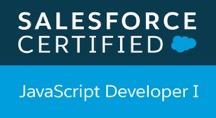 SALESFORCE
CERTIFIED
JavaScript Developer I